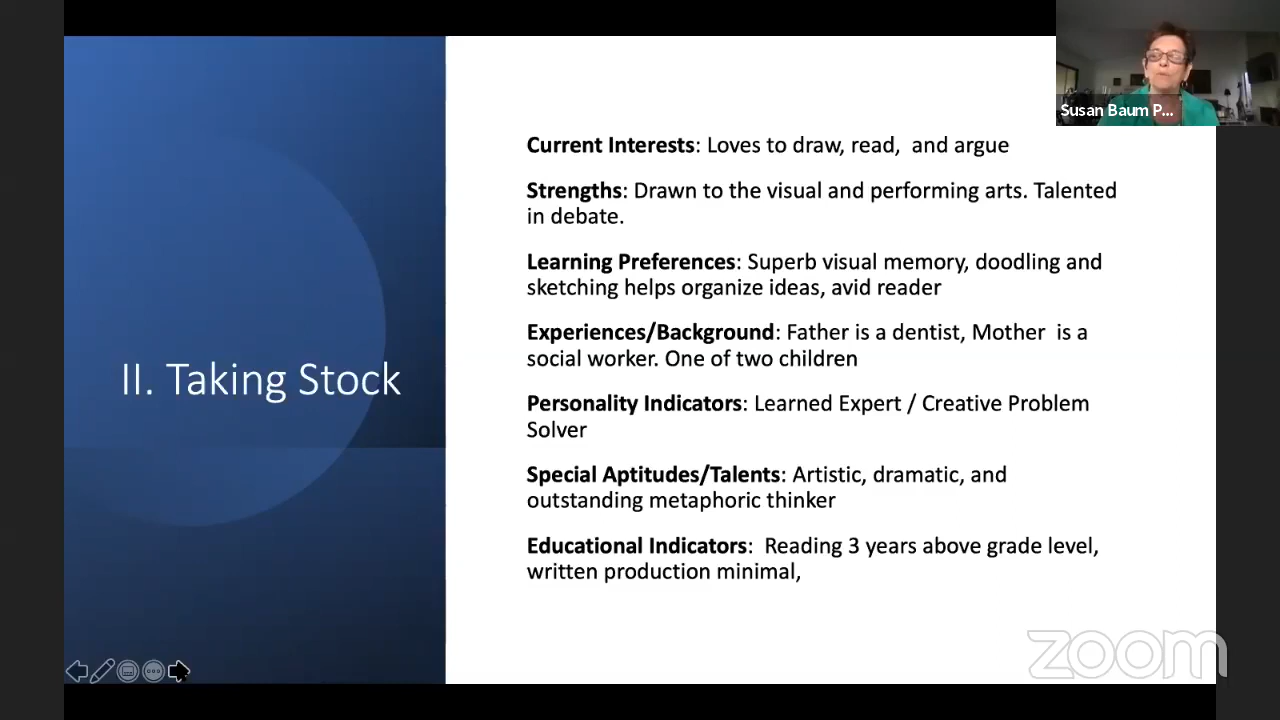 Susan Baum P...
Current Interests: Loves to draw, read,  and argue
Strengths: Drawn to the visual and performing arts. Talented
in debate.
Learning Preferences: Superb visual memory, doodling and
sketching helps organize ideas, avid reader
Experiences/Background: Father is a dentist, Mother  is a
social worker. One of two children
II. Taking Stock
Personality Indicators: Learned Expert / Creative Problem
Solver
Special Aptitudes/Talents: Artistic, dramatic, and
outstanding metaphoric thinker
Educational Indicators:  Reading 3 years above grade level,
written production minimal,
zoom